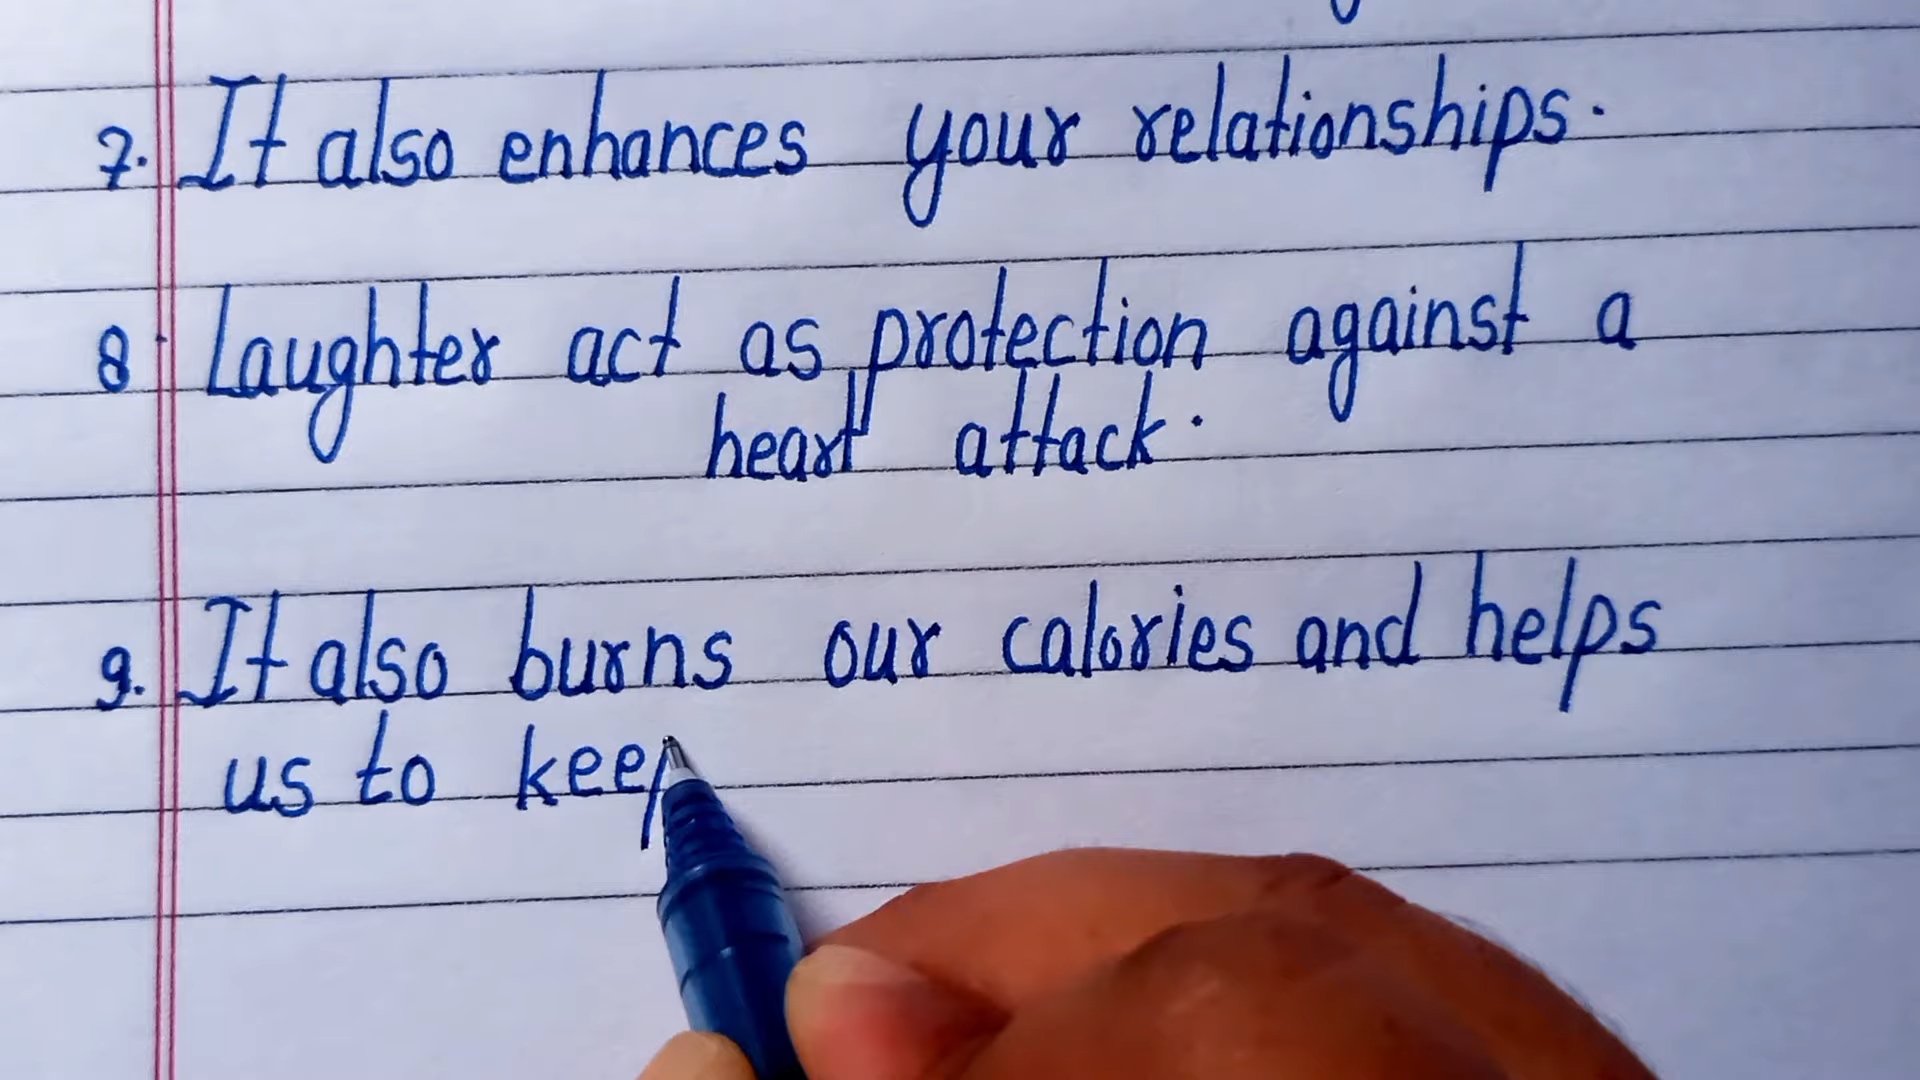 7. It also enhances your relationships.
8. Laughter act as protection against a
heart attack.
9. It also burns our calories and helps
us to keep